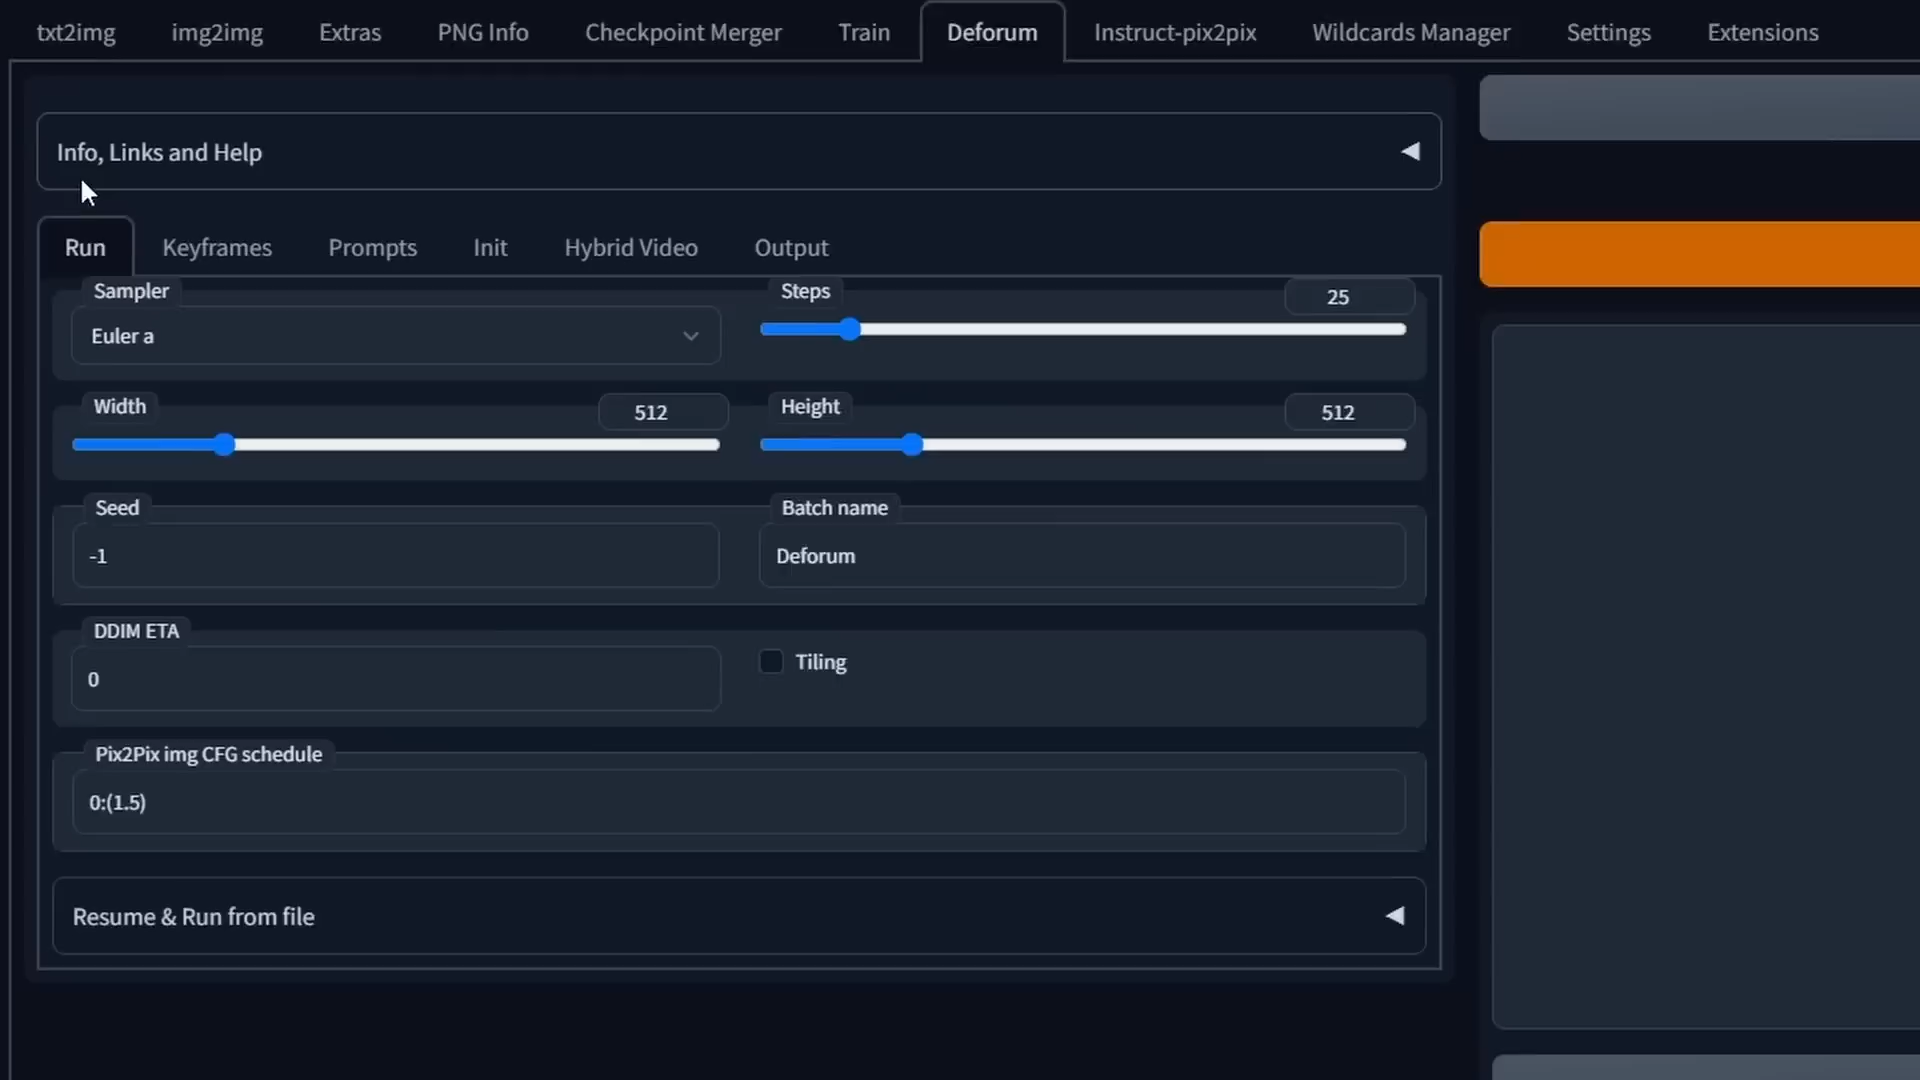 txt2img img2img Extras PNG Info Checkpoint Merger Train Deforum Instruct-pix2pix Wildcards Manager Settings Extensions
Info, Links and Help
Run Keyframes Prompts Init Hybrid Video Output
Sampler Steps 25
Euler a
Width 512 Height 512
Seed Batch name
-1 Deforum
DDIM ETA
0 Tiling
Pix2Pix img CFG schedule
0:(1.5)
Resume & Run from file